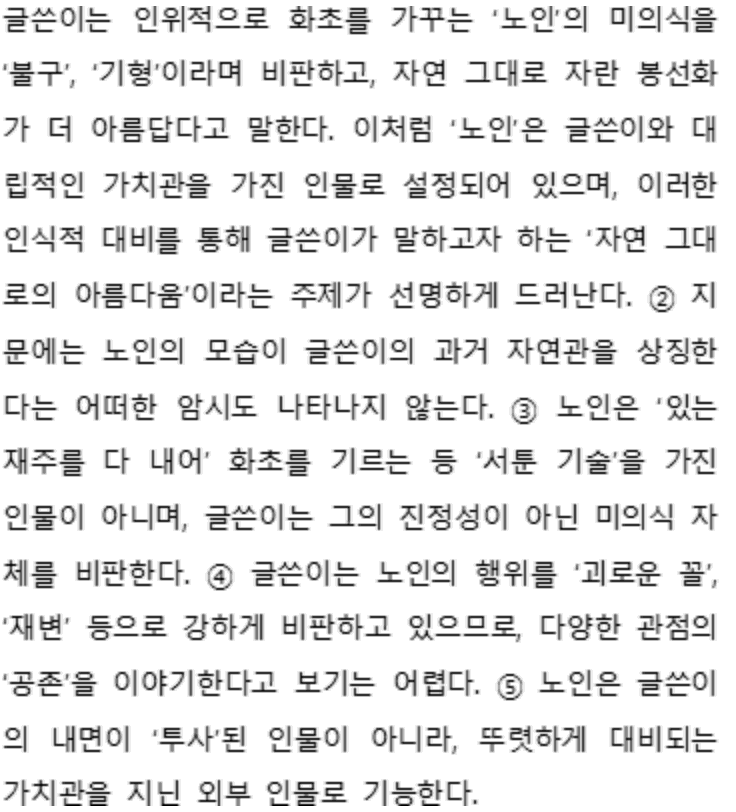 글쓴이는 인위적으로 화초를 가꾸는 '노인'의 미의식을
'불구', '기형'이라며 비판하고, 자연 그대로 자란 봉선화
가 더 아름답다고 말한다. 이처럼 '노인'은 글쓴이와 대
립적인 가치관을 가진 인물로 설정되어 있으며, 이러한
인식적 대비를 통해 글쓴이가 말하고자 하는 '자연 그대
로의 아름다움'이라는 주제가 선명하게 드러난다. ② 지
문에는 노인의 모습이 글쓴이의 과거 자연관을 상징한
다는 어떠한 암시도 나타나지 않는다. ③ 노인은 '있는
재주를 다 내어' 화초를 기르는 등 '서툰 기술'을 가진
인물이 아니며, 글쓴이는 그의 진정성이 아닌 미의식 자
체를 비판한다. ④ 글쓴이는 노인의 행위를 '괴로운 꼴',
'재변' 등으로 강하게 비판하고 있으므로, 다양한 관점의
'공존'을 이야기한다고 보기는 어렵다. ⑤ 노인은 글쓴이
의 내면이 '투사'된 인물이 아니라, 뚜렷하게 대비되는
가치관을 지닌 외부 인물로 기능한다.